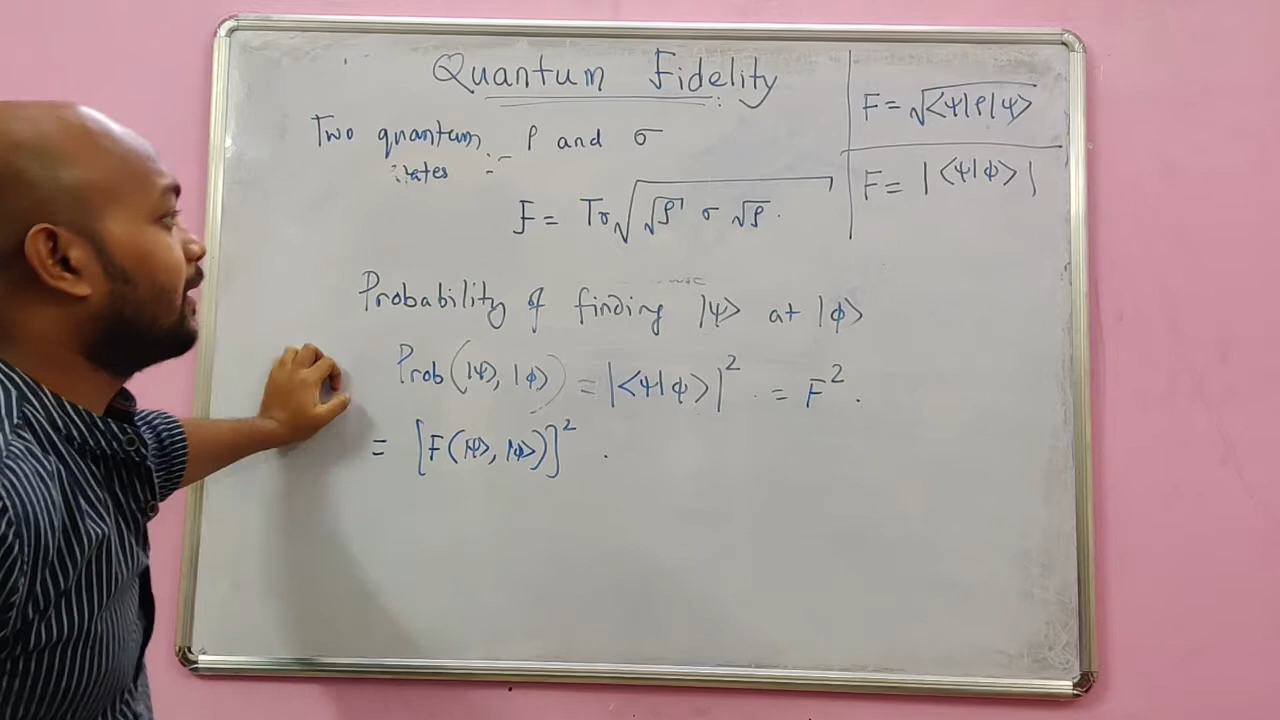 Quantum Fidelity
Two quantum states :- ρ and σ
F = Tr √(√ρ σ √ρ).
F = √<ψ|ρ|ψ>
F = |<ψ|φ>|
Probability of finding |ψ> at |φ>
Prob(|ψ>, |φ>) = |<ψ|φ>|² = F².
= [F(|ψ>, |φ>)]².